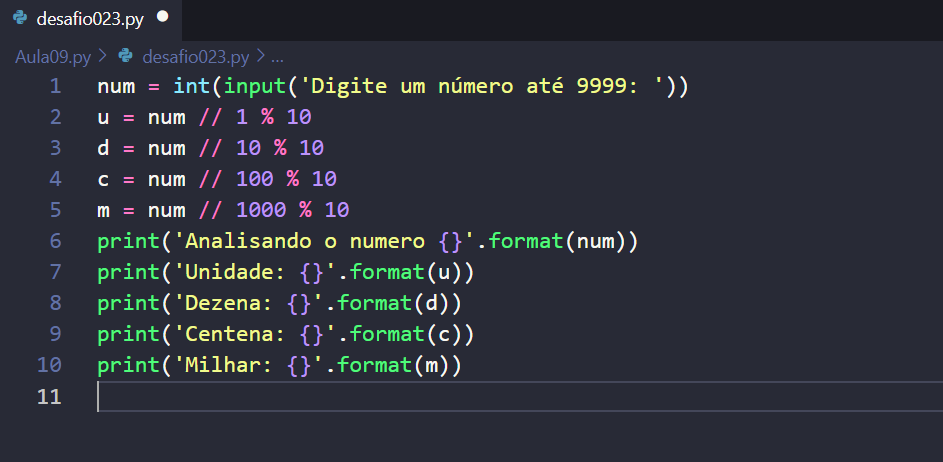 desafio023.py
Aula09.py > desafio023.py > ...
1 num = int(input('Digite um número até 9999: '))
2 u = num // 1 % 10
3 d = num // 10 % 10
4 c = num // 100 % 10
5 m = num // 1000 % 10
6 print('Analisando o numero {}'.format(num))
7 print('Unidade: {}'.format(u))
8 print('Dezena: {}'.format(d))
9 print('Centena: {}'.format(c))
10 print('Milhar: {}'.format(m))
11